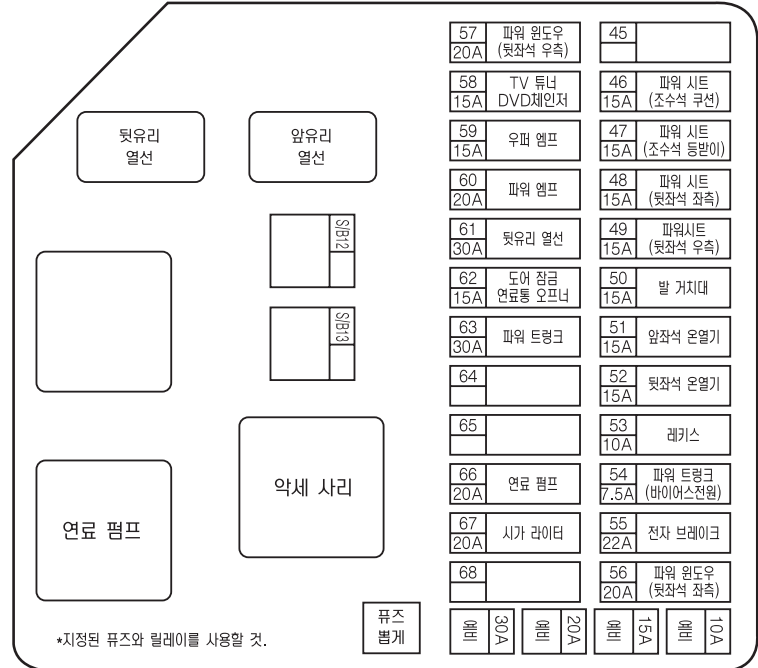 뒷유리
열선
앞유리
열선
S/B12
S/B13
연료 펌프
악세 사리
*지정된 퓨즈와 릴레이를 사용할 것.
퓨즈
뽑게
57
20A
파워 윈도우
(뒷좌석 우측)
58
15A
TV 튜너
DVD체인저
59
15A
우퍼 엠프
60
20A
파워 엠프
61
30A
뒷유리 열선
62
15A
도어 잠금
연료통 오프너
63
30A
파워 트렁크
64
65
66
20A
연료 펌프
67
20A
시가 라이터
68
45
46
15A
파워 시트
(조수석 쿠션)
47
15A
파워 시트
(조수석 등받이)
48
15A
파워 시트
(뒷좌석 좌측)
49
15A
파워시트
(뒷좌석 우측)
50
15A
발 거치대
51
15A
앞좌석 온열기
52
15A
뒷좌석 온열기
53
10A
레키스
54
7.5A
파워 트렁크
(바이어스전원)
55
22A
전자 브레이크
56
20A
파워 윈도우
(뒷좌석 좌측)
예비
30A
예비
20A
예비
15A
예비
10A